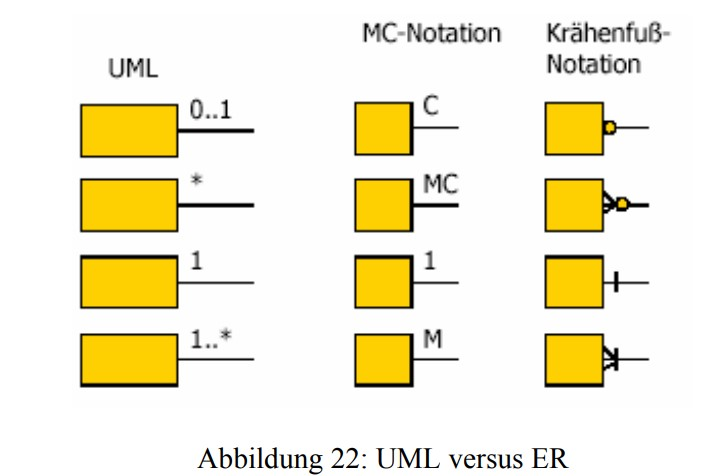 UML
MC-Notation
Krähenfuß-
Notation
0..1
C
*
MC
1
1
1..*
M
Abbildung 22: UML versus ER